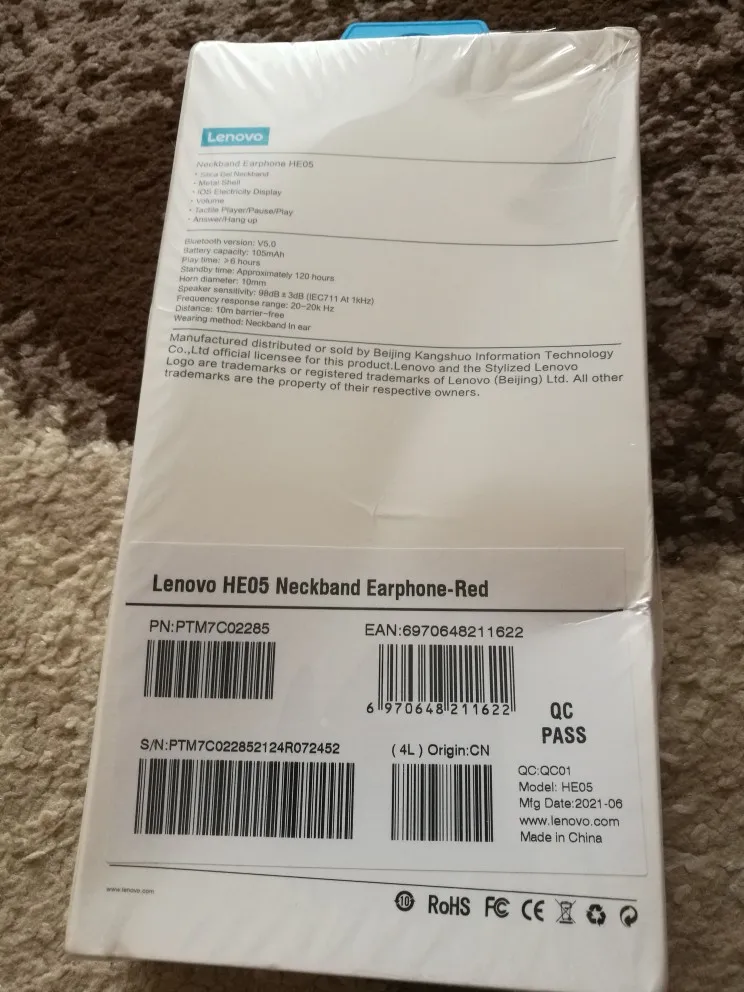 Lenovo
Neckband Earphone HE05
• Silica Gel Neckband
• Metal Shell
• IOS Electricity Display
• Volume
• Tactile Player/Pause/Play
• Answer/Hang up
Bluetooth version: V5.0
Battery capacity: 105mAh
Play time: >6 hours
Standby time: Approximately 120 hours
Horn diameter: 10mm
Speaker sensitivity: 98dB ± 3dB (IEC711 At 1kHz)
Frequency response range: 20-20k Hz
Distance: 10m barrier-free
Wearing method: Neckband In ear
Manufactured distributed or sold by Beijing Kangshuo Information Technology
Co.,Ltd official licensee for this product.Lenovo and the Stylized Lenovo
Logo are trademarks or registered trademarks of Lenovo (Beijing) Ltd. All other
trademarks are the property of their respective owners.
Lenovo HE05 Neckband Earphone-Red
PN:PTM7C02285
EAN:6970648211622
6 970648 211622
QC
PASS
S/N:PTM7C022852124R072452
(4L) Origin:CN
QC:QC01
Model: HE05
Mfg Date:2021-06
www.lenovo.com
Made in China
www.lenovo.com
10 RoHS FC CE